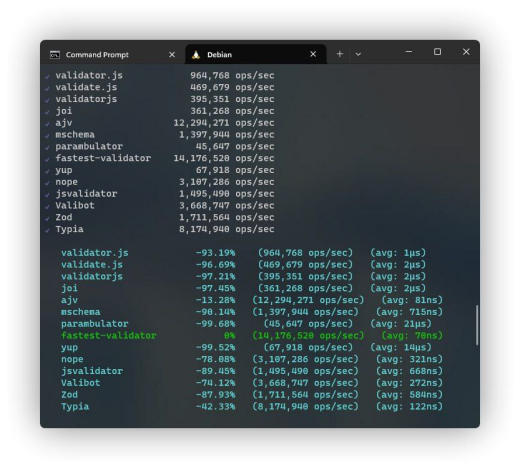 Command Prompt Debian
✓ validator.js 964,768 ops/sec
✓ validate.js 469,679 ops/sec
✓ validatorjs 395,351 ops/sec
✓ joi 361,268 ops/sec
✓ ajv 12,294,271 ops/sec
✓ mschema 1,397,944 ops/sec
✓ parambulator 45,647 ops/sec
✓ fastest-validator 14,176,520 ops/sec
✓ yup 67,918 ops/sec
✓ nope 3,107,286 ops/sec
✓ jsvalidator 1,495,490 ops/sec
✓ Valibot 3,668,747 ops/sec
✓ Zod 1,711,564 ops/sec
✓ Typia 8,174,940 ops/sec
validator.js -93.19% (964,768 ops/sec) (avg: 1μs)
validate.js -96.69% (469,679 ops/sec) (avg: 2μs)
validatorjs -97.21% (395,351 ops/sec) (avg: 2μs)
joi -97.45% (361,268 ops/sec) (avg: 2μs)
ajv -13.28% (12,294,271 ops/sec) (avg: 81ns)
mschema -90.14% (1,397,944 ops/sec) (avg: 715ns)
parambulator -99.68% (45,647 ops/sec) (avg: 21μs)
fastest-validator 0% (14,176,520 ops/sec) (avg: 70ns)
yup -99.52% (67,918 ops/sec) (avg: 14μs)
nope -78.08% (3,107,286 ops/sec) (avg: 321ns)
jsvalidator -89.45% (1,495,490 ops/sec) (avg: 668ns)
Valibot -74.12% (3,668,747 ops/sec) (avg: 272ns)
Zod -87.93% (1,711,564 ops/sec) (avg: 584ns)
Typia -42.33% (8,174,940 ops/sec) (avg: 122ns)